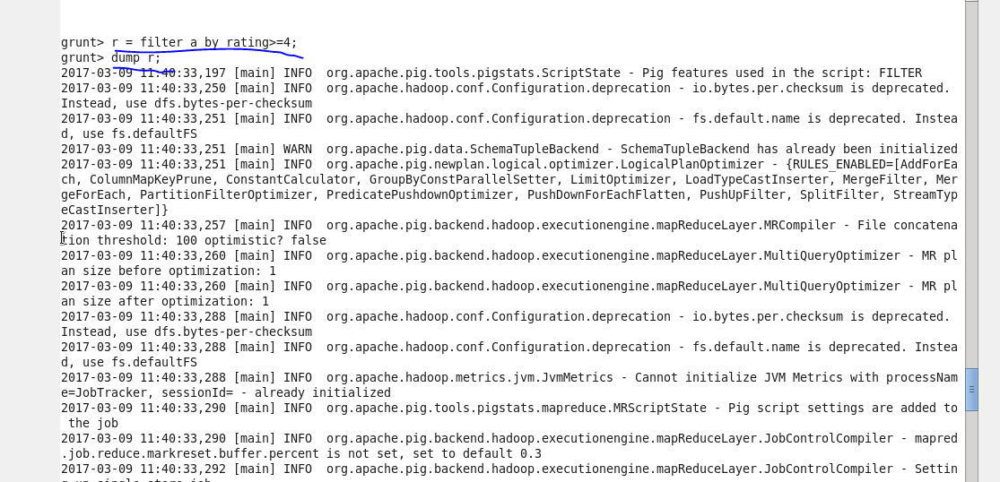 grunt> r = filter a by rating>=4;
grunt> dump r;
2017-03-09 11:40:33,197 [main] INFO  org.apache.pig.tools.pigstats.ScriptState - Pig features used in the script: FILTER
2017-03-09 11:40:33,250 [main] INFO  org.apache.hadoop.conf.Configuration.deprecation - io.bytes.per.checksum is deprecated.
Instead, use dfs.bytes-per-checksum
2017-03-09 11:40:33,251 [main] INFO  org.apache.hadoop.conf.Configuration.deprecation - fs.default.name is deprecated. Instea
d, use fs.defaultFS
2017-03-09 11:40:33,251 [main] WARN  org.apache.pig.data.SchemaTupleBackend - SchemaTupleBackend has already been initialized
2017-03-09 11:40:33,251 [main] INFO  org.apache.pig.newplan.logical.optimizer.LogicalPlanOptimizer - {RULES_ENABLED=[AddForEa
ch, ColumnMapKeyPrune, ConstantCalculator, GroupByConstParallelSetter, LimitOptimizer, LoadTypeCastInserter, MergeFilter, Mer
geForEach, PartitionFilterOptimizer, PredicatePushdownOptimizer, PushDownForEachFlatten, PushUpFilter, SplitFilter, StreamTyp
eCastInserter]}
2017-03-09 11:40:33,257 [main] INFO  org.apache.pig.backend.hadoop.executionengine.mapReduceLayer.MRCompiler - File concatena
tion threshold: 100 optimistic? false
2017-03-09 11:40:33,260 [main] INFO  org.apache.pig.backend.hadoop.executionengine.mapReduceLayer.MultiQueryOptimizer - MR pl
an size before optimization: 1
2017-03-09 11:40:33,260 [main] INFO  org.apache.pig.backend.hadoop.executionengine.mapReduceLayer.MultiQueryOptimizer - MR pl
an size after optimization: 1
2017-03-09 11:40:33,288 [main] INFO  org.apache.hadoop.conf.Configuration.deprecation - io.bytes.per.checksum is deprecated.
Instead, use dfs.bytes-per-checksum
2017-03-09 11:40:33,288 [main] INFO  org.apache.hadoop.conf.Configuration.deprecation - fs.default.name is deprecated. Instea
d, use fs.defaultFS
2017-03-09 11:40:33,288 [main] INFO  org.apache.hadoop.metrics.jvm.JvmMetrics - Cannot initialize JVM Metrics with processNam
e=JobTracker, sessionId= - already initialized
2017-03-09 11:40:33,290 [main] INFO  org.apache.pig.tools.pigstats.mapreduce.MRScriptState - Pig script settings are added to
 the job
2017-03-09 11:40:33,290 [main] INFO  org.apache.pig.backend.hadoop.executionengine.mapReduceLayer.JobControlCompiler - mapred
.job.reduce.markreset.buffer.percent is not set, set to default 0.3
2017-03-09 11:40:33,292 [main] INFO  org.apache.pig.backend.hadoop.executionengine.mapReduceLayer.JobControlCompiler - Settin